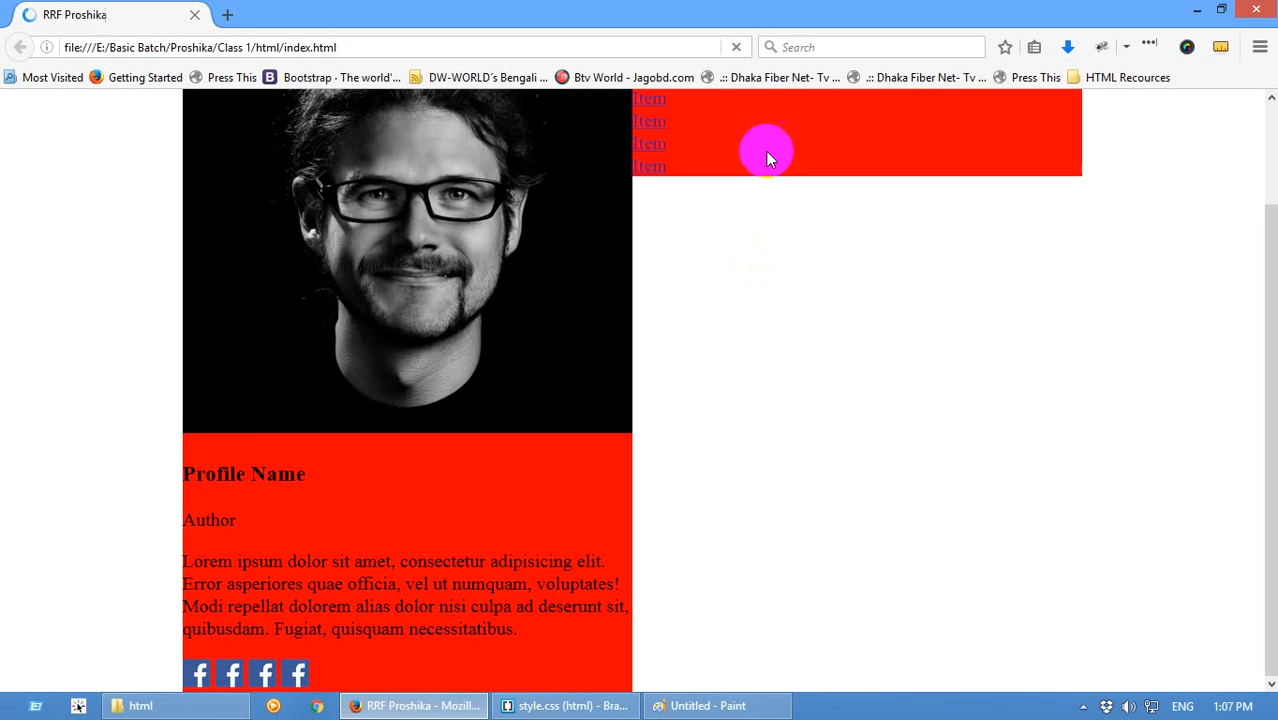 RRF Proshika
file:///E:/Basic Batch/Proshika/Class 1/html/index.html
Search
Most Visited
Getting Started
Press This
Bootstrap · The world'...
DW-WORLD´s Bengali ...
Btv World - Jagobd.com
.:: Dhaka Fiber Net- Tv ...
.:: Dhaka Fiber Net- Tv ...
Press This
HTML Recources
Item
Item
Item
Item
Profile Name
Author
Lorem ipsum dolor sit amet, consectetur adipisicing elit.
Error asperiores quae officia, vel ut numquam, voluptates!
Modi repellat dolorem alias dolor nisi culpa ad deserunt sit,
quibusdam. Fugiat, quisquam necessitatibus.
html
RRF Proshika - Mozill...
style.css (html) - Bra...
Untitled - Paint
ENG
1:07 PM